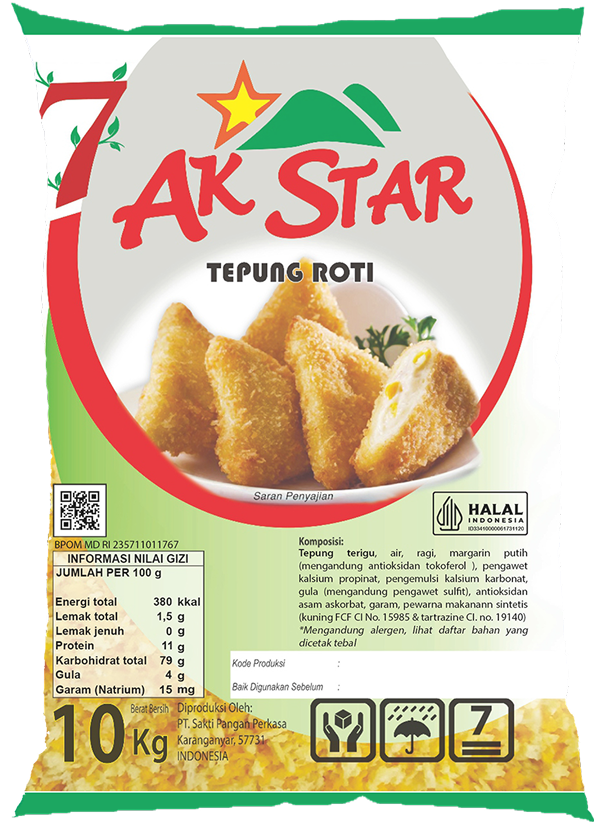 7
AK STAR
TEPUNG ROTI
Saran Penyajian
HALAL
INDONESIA
ID33410000061731120
BPOM MD RI 235711011767
INFORMASI NILAI GIZI
JUMLAH PER 100 g
Energi total 380 kkal
Lemak total 1,5 g
Lemak jenuh 0 g
Protein 11 g
Karbohidrat total 79 g
Gula 4 g
Garam (Natrium) 15 mg
Komposisi:
Tepung terigu, air, ragi, margarin putih
(mengandung antioksidan tokoferol ), pengawet
kalsium propinat, pengemulsi kalsium karbonat,
gula (mengandung pengawet sulfit), antioksidan
asam askorbat, garam, pewarna makanann sintetis
(kuning FCF CI No. 15985 & tartrazine CI. no. 19140)
*Mengandung alergen, lihat daftar bahan yang
dicetak tebal
Kode Produksi :
Baik Digunakan Sebelum :
Berat Bersih
10 Kg
Diproduksi Oleh:
PT. Sakti Pangan Perkasa
Karanganyar, 57731
INDONESIA
7